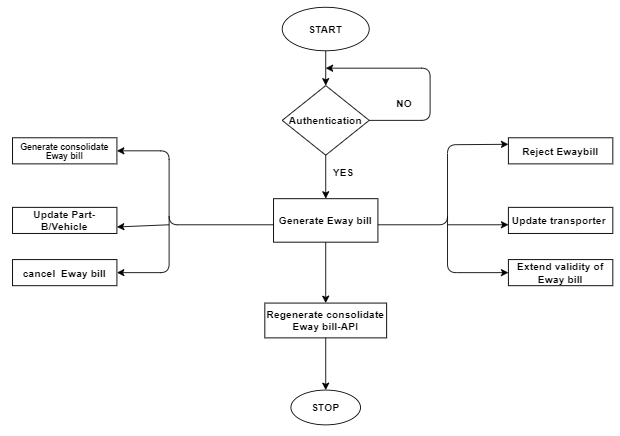 START
Authentication
NO
YES
Generate consolidate
Eway bill
Reject Ewaybill
Update Part-
B/Vehicle
Generate Eway bill
Update transporter
cancel Eway bill
Extend validity of
Eway bill
Regenerate consolidate
Eway bill-API
STOP